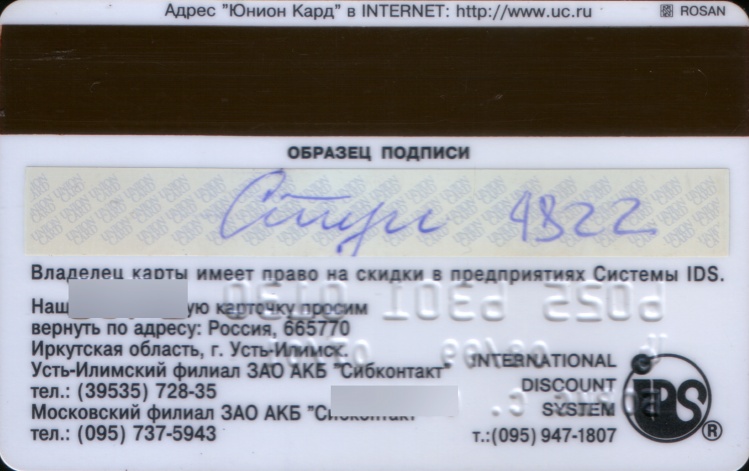 Адрес "Юнион Кард" в INTERNET: http://www.uc.ru ROSAN
ОБРАЗЕЦ ПОДПИСИ
4322
Владелец карты имеет право на скидки в предприятиях Системы IDS.
карточку просим
вернуть по адресу: Россия, 665770
Иркутская область, г. Усть-Илимск.
Усть-Илимский филиал ЗАО АКБ "Сибконтакт"
тел.: (39535) 728-35
Московский филиал ЗАО АКБ "Сибконтакт
тел.: (095) 737-5943
INTERNATIONAL
DISCOUNT
SYSTEM
т.:(095) 947-1807
IDS ®